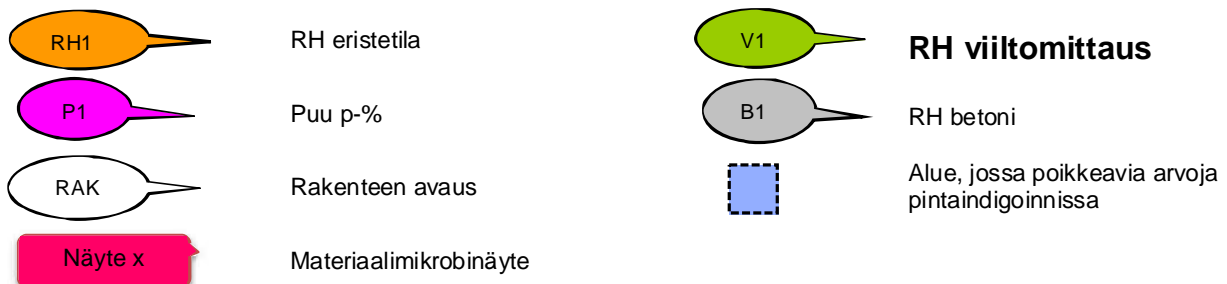 RH1
RH eristetila
P1
Puu p-%
RAK
Rakenteen avaus
Näyte x
Materiaalimikrobinäyte
V1
RH viiltomittaus
B1
RH betoni
Alue, jossa poikkeavia arvoja
pintaindigoinnissa